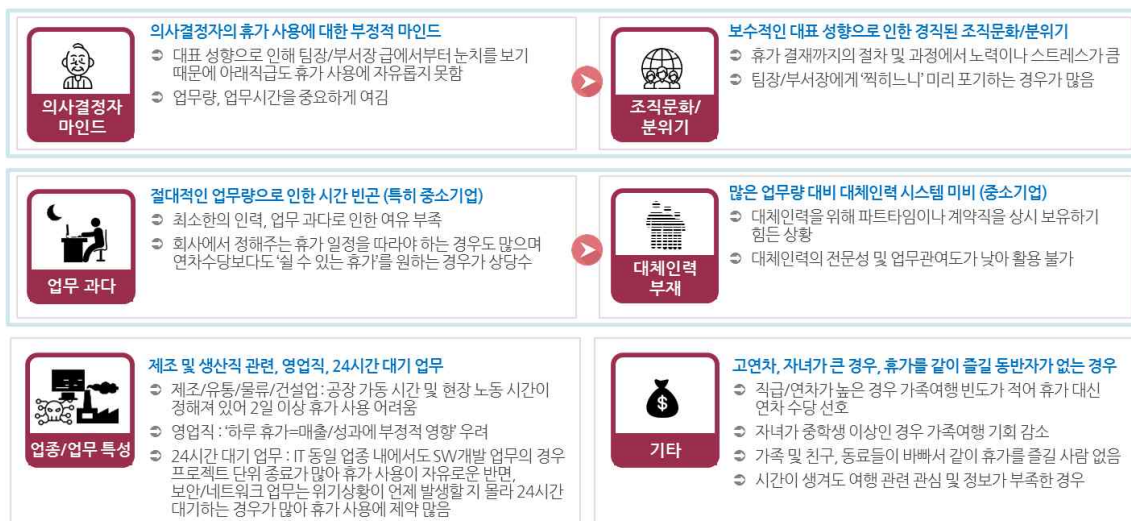 의사결정자
마인드
의사결정자의 휴가 사용에 대한 부정적 마인드
대표 성향으로 인해 팀장/부서장 급에서부터 눈치를 보기
때문에 아래직급도 휴가 사용에 자유롭지 못함
업무량, 업무시간을 중요하게 여김
조직문화/
분위기
보수적인 대표 성향으로 인한 경직된 조직문화/분위기
휴가 결재까지의 절차 및 과정에서 노력이나 스트레스가 큼
팀장/부서장에게 ‘찍히느니’ 미리 포기하는 경우가 많음
업무 과다
절대적인 업무량으로 인한 시간 빈곤 (특히 중소기업)
최소한의 인력, 업무 과다로 인한 여유 부족
회사에서 정해주는 휴가 일정을 따라야 하는 경우도 많으며
연차수당보다도 ‘쉴 수 있는 휴가’를 원하는 경우가 상당수
대체인력
부재
많은 업무량 대비 대체인력 시스템 미비 (중소기업)
대체인력을 위해 파트타임이나 계약직을 상시 보유하기
힘든 상황
대체인력의 전문성 및 업무관여도가 낮아 활용 불가
업종/업무 특성
제조 및 생산직 관련, 영업직, 24시간 대기 업무
제조/유통/물류/건설업 : 공장 가동 시간 및 현장 노동 시간이
정해져 있어 2일 이상 휴가 사용 어려움
영업직 : ‘하루 휴가=매출/성과에 부정적 영향’ 우려
24시간 대기 업무 : IT 동일 업종 내에서도 SW개발 업무의 경우
프로젝트 단위 종료가 많아 휴가 사용이 자유로운 반면,
보안/네트워크 업무는 위기상황이 언제 발생할 지 몰라 24시간
대기하는 경우가 많아 휴가 사용에 제약 많음
$
기타
고연차, 자녀가 큰 경우, 휴가를 같이 즐길 동반자가 없는 경우
직급/연차가 높은 경우 가족여행 빈도가 적어 휴가 대신
연차 수당 선호
자녀가 중학생 이상인 경우 가족여행 기회 감소
가족 및 친구, 동료들이 바빠서 같이 휴가를 즐길 사람 없음
시간이 생겨도 여행 관련 관심 및 정보가 부족한 경우